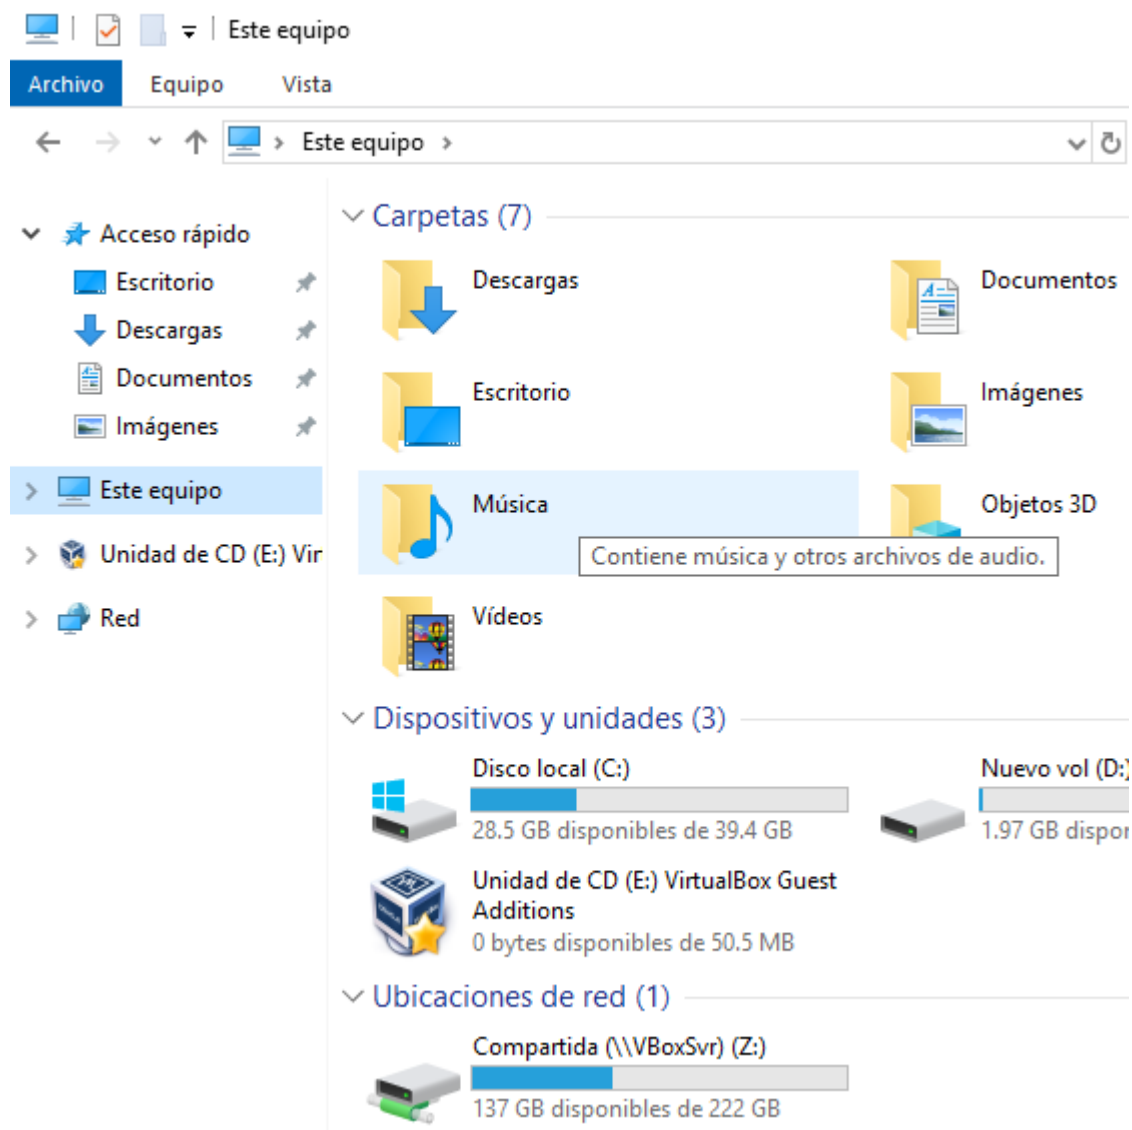 Este equipo
Archivo Equipo Vista
Este equipo
Acceso rápido
Escritorio
Descargas
Documentos
Imágenes
Este equipo
Unidad de CD (E:) Vir
Red
Carpetas (7)
Descargas
Documentos
Escritorio
Imágenes
Música
Objetos 3D
Contiene música y otros archivos de audio.
Vídeos
Dispositivos y unidades (3)
Disco local (C:)
28.5 GB disponibles de 39.4 GB
Nuevo vol (D:)
1.97 GB dispon
Unidad de CD (E:) VirtualBox Guest
Additions
0 bytes disponibles de 50.5 MB
Ubicaciones de red (1)
Compartida (\\VBoxSvr) (Z:)
137 GB disponibles de 222 GB